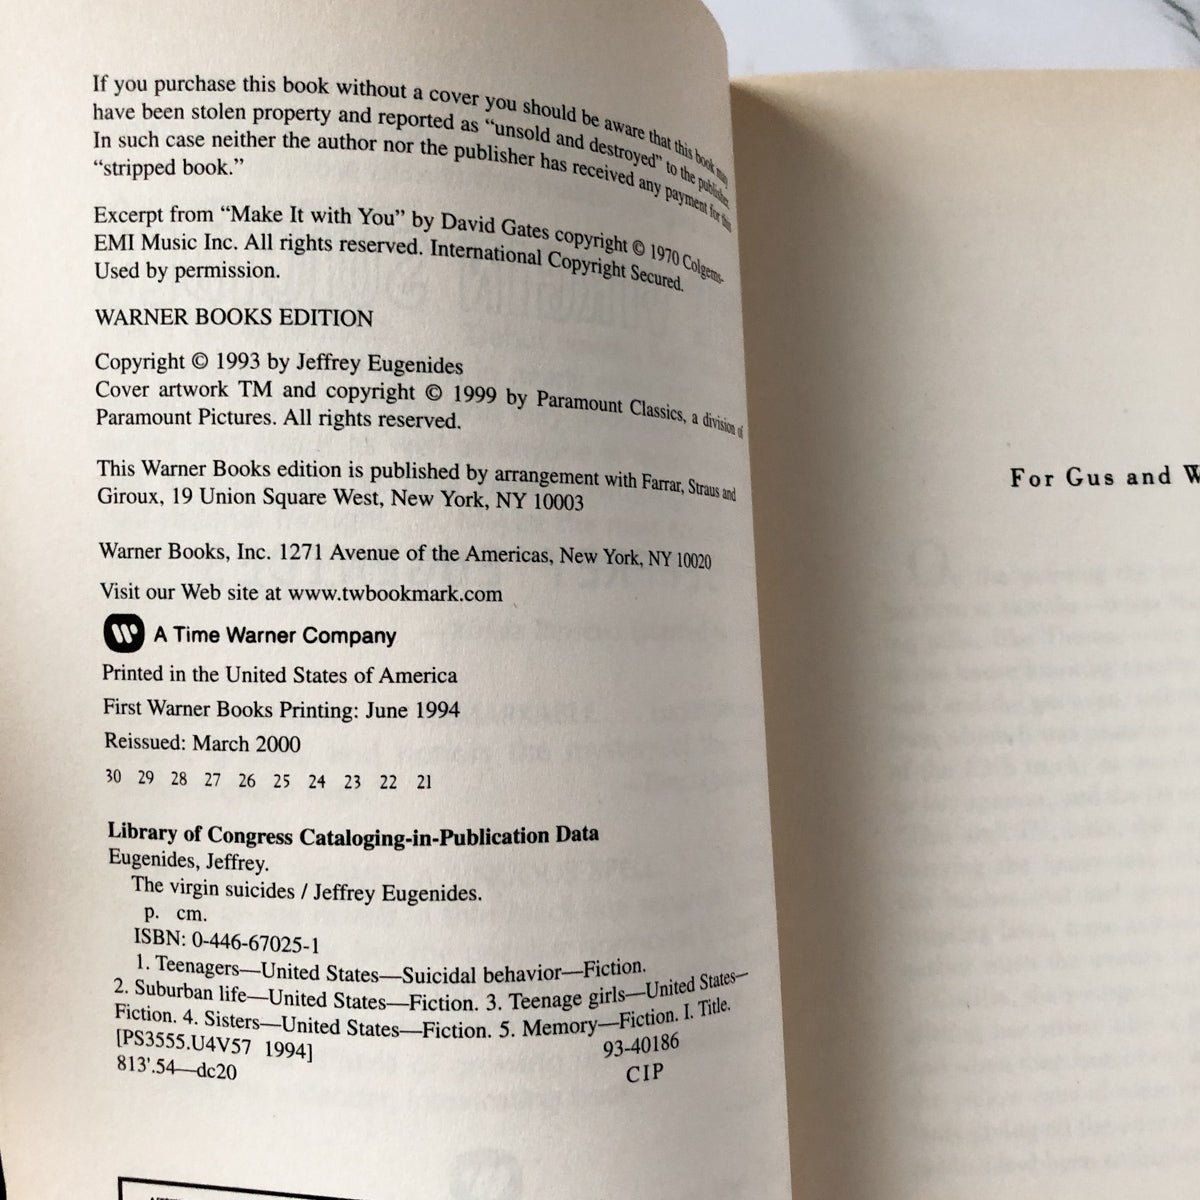 If you purchase this book without a cover you should be aware that this book may
have been stolen property and reported as “unsold and destroyed” to the publisher.
In such case neither the author nor the publisher has received any payment for this
“stripped book.”
Excerpt from “Make It with You” by David Gates copyright © 1970 Colgems-
EMI Music Inc. All rights reserved. International Copyright Secured.
Used by permission.
WARNER BOOKS EDITION
Copyright © 1993 by Jeffrey Eugenides
Cover artwork TM and copyright © 1999 by Paramount Classics, a division of
Paramount Pictures. All rights reserved.
This Warner Books edition is published by arrangement with Farrar, Straus and
Giroux, 19 Union Square West, New York, NY 10003
Warner Books, Inc. 1271 Avenue of the Americas, New York, NY 10020
Visit our Web site at www.twbookmark.com
A Time Warner Company
Printed in the United States of America
First Warner Books Printing: June 1994
Reissued: March 2000
30 29 28 27 26 25 24 23 22 21
Library of Congress Cataloging-in-Publication Data
Eugenides, Jeffrey.
The virgin suicides / Jeffrey Eugenides.
p. cm.
ISBN: 0-446-67025-1
1. Teenagers—United States—Suicidal behavior—Fiction.
2. Suburban life—United States—Fiction. 3. Teenage girls—United States—
Fiction. 4. Sisters—United States—Fiction. 5. Memory—Fiction. I. Title.
[PS3555.U4V57 1994]
813'.54—dc20
93-40186
CIP
For Gus and W